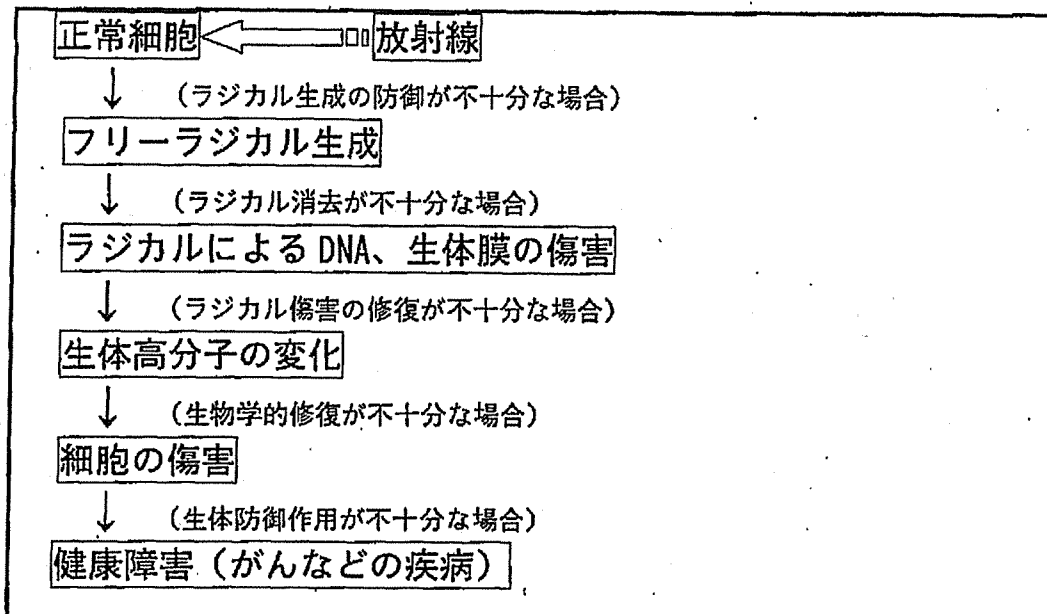 正常細胞 放射線
↓ (ラジカル生成の防御が不十分な場合)
フリーラジカル生成
↓ (ラジカル消去が不十分な場合)
ラジカルによる DNA、生体膜の傷害
↓ (ラジカル傷害の修復が不十分な場合)
生体高分子の変化
↓ (生物学的修復が不十分な場合)
細胞の傷害
↓ (生体防御作用が不十分な場合)
健康障害(がんなどの疾病)